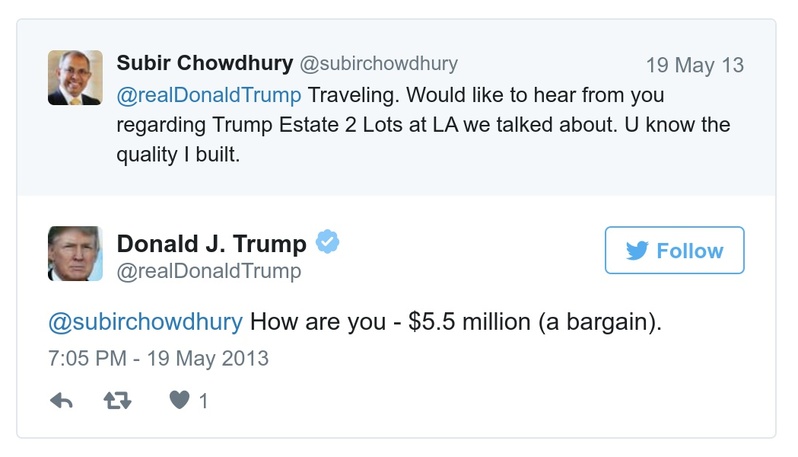 Subir Chowdhury @subirchowdhury 19 May 13
@realDonaldTrump Traveling. Would like to hear from you
regarding Trump Estate 2 Lots at LA we talked about. U know the
quality I built.
Donald J. Trump
@realDonaldTrump
Follow
@subirchowdhury How are you - $5.5 million (a bargain).
7:05 PM - 19 May 2013
1